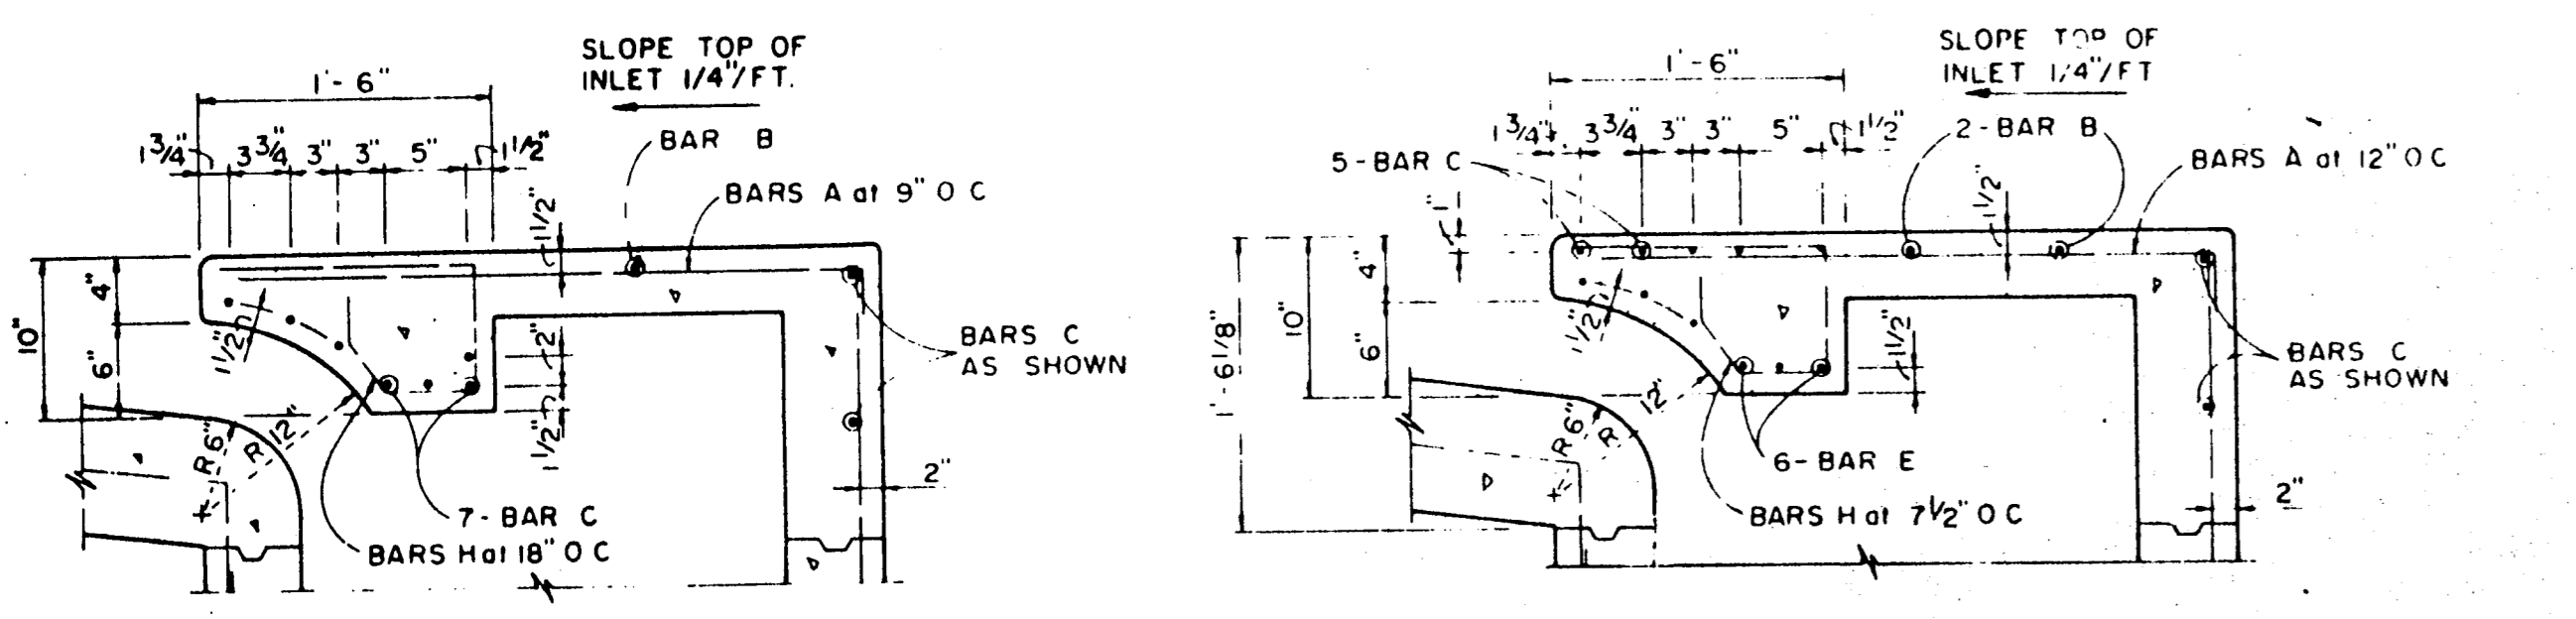 SLOPE TOP OF
INLET 1/4"/FT.
1'-6"
BAR B
1 3/4" 3 3/4" 3" 3" 5" 1 1/2"
BARS A at 9" O C
1 1/2"
4"
10"
6"
1 1/2"
2"
1 1/2"
BARS C
AS SHOWN
R 6"
R 12"
2"
7-BAR C
BARS H at 18" O C
SLOPE TOP OF
INLET 1/4"/FT
1'-6"
2-BAR B
1 3/4" 3 3/4" 3" 3" 5" 1 1/2"
5-BAR C
BARS A at 12" O C
1"
1 1/2"
4"
10"
6"
1'-6 1/8"
1 1/2"
1 1/2"
BARS C
AS SHOWN
R 6"
R 12"
6-BAR E
2"
BARS H at 7 1/2" O C